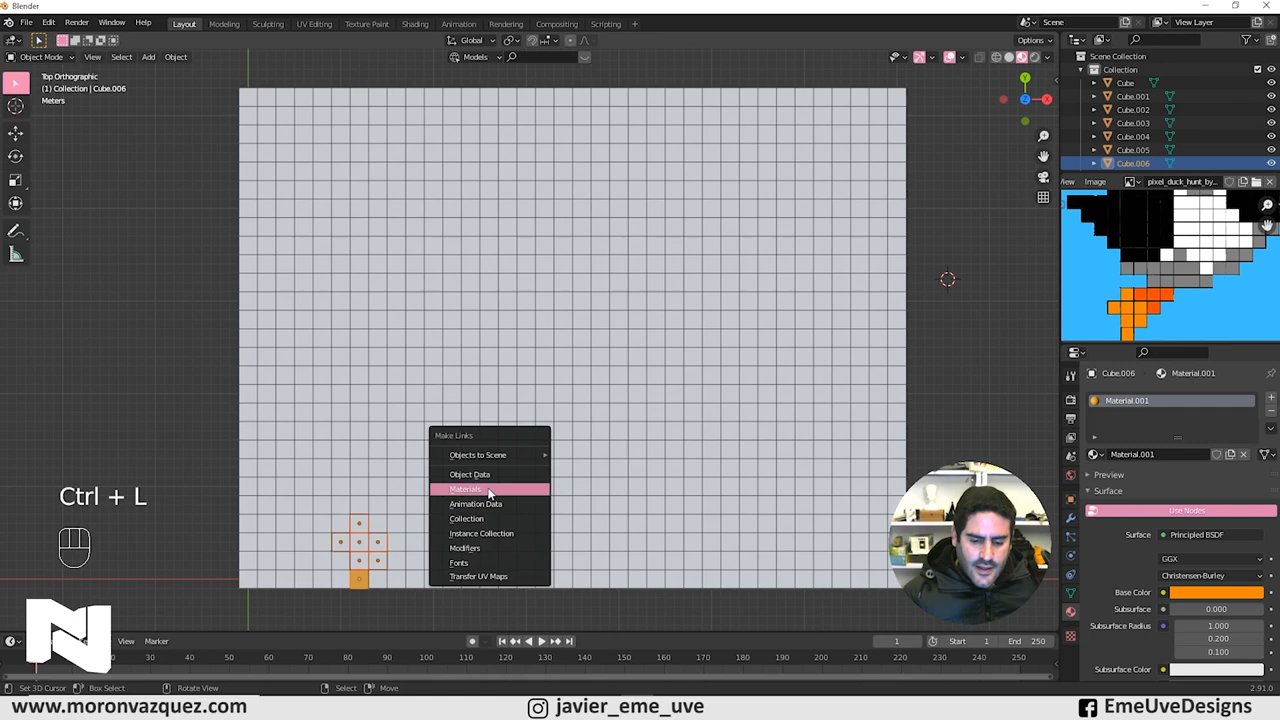 Blender
File Edit Render Window Help Layout Modeling Sculpting UV Editing Texture Paint Shading Animation Rendering Compositing Scripting + Scene View Layer
Global Options
Object Mode View Select Add Object Models
Top Orthographic
(1) Collection | Cube.006
Meters
Y
Z X
Scene Collection
Collection
Cube
Cube.001
Cube.002
Cube.003
Cube.004
Cube.005
Cube.006
View Image pixel_duck_hunt_by...
Cube.006 Material.001
Material.001
Material.001
Preview
Surface
Use Nodes
Surface Principled BSDF
GGX
Christensen-Burley
Base Color
Subsurface 0.000
Subsurface Radius 1.000
0.200
0.100
Subsurface Color
Make Links
Objects to Scene
Object Data
Materials
Animation Data
Collection
Instance Collection
Modifiers
Fonts
Transfer UV Maps
Ctrl + L
N
View Marker 1 Start 1 End 250
30 40 50 60 70 80 90 100 110 120 130 140 150 160 170 180 190 200 210 220 230 240 250
Set 3D Cursor Box Select Rotate View Select Move 2.91.0
www.moronvazquez.com javier_eme_uve EmeUveDesigns